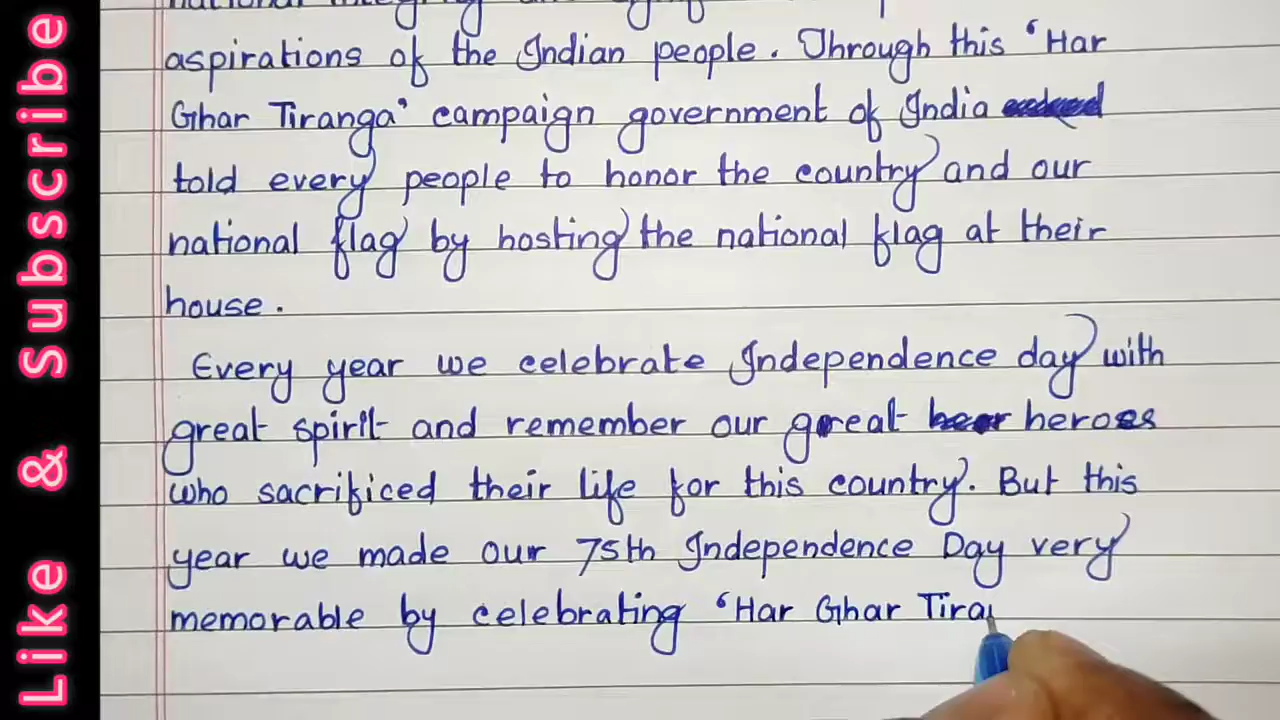 Like & Subscribe
national integrity and
aspirations of the Indian people. Through this 'Har
Ghar Tiranga' campaign government of India
told every people to honor the country and our
national flag by hosting the national flag at their
house.
Every year we celebrate Independence day with
great spirit and remember our great heroes
who sacrificed their life for this country. But this
year we made our 75th Independence Day very
memorable by celebrating 'Har Ghar Tira